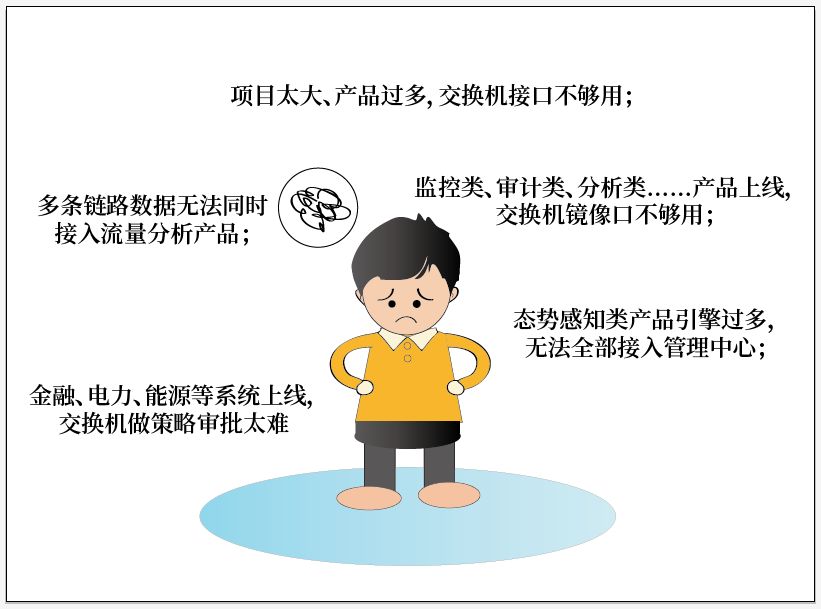 项目太大、产品过多, 交换机接口不够用；
监控类、审计类、分析类……产品上线,
交换机镜像口不够用；
多条链路数据无法同时
接入流量分析产品；
态势感知类产品引擎过多,
无法全部接入管理中心；
金融、电力、能源等系统上线,
交换机做策略审批太难